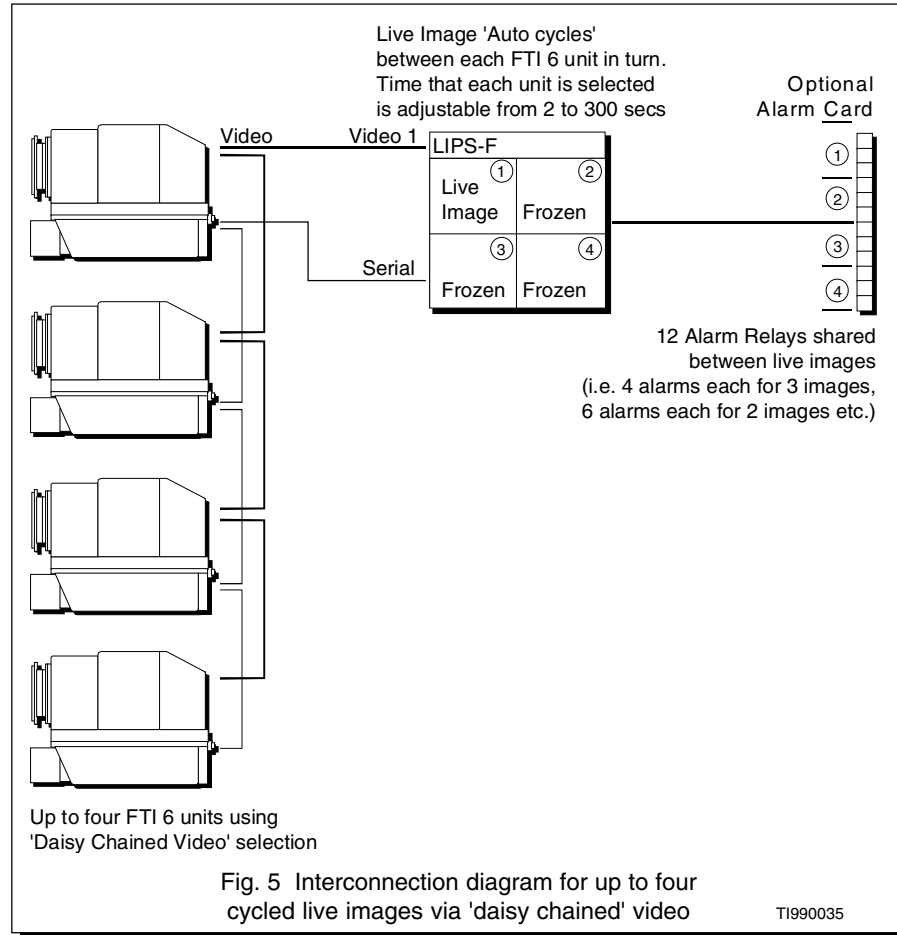 Live Image 'Auto cycles'
between each FTI 6 unit in turn.
Time that each unit is selected
is adjustable from 2 to 300 secs
Optional
Alarm Card
Video
Video 1
LIPS-F
1
Live
Image
2
Frozen
3
Frozen
4
Frozen
Serial
1
2
3
4
12 Alarm Relays shared
between live images
(i.e. 4 alarms each for 3 images,
6 alarms each for 2 images etc.)
Up to four FTI 6 units using
'Daisy Chained Video' selection
Fig. 5 Interconnection diagram for up to four
cycled live images via 'daisy chained' video
TI990035